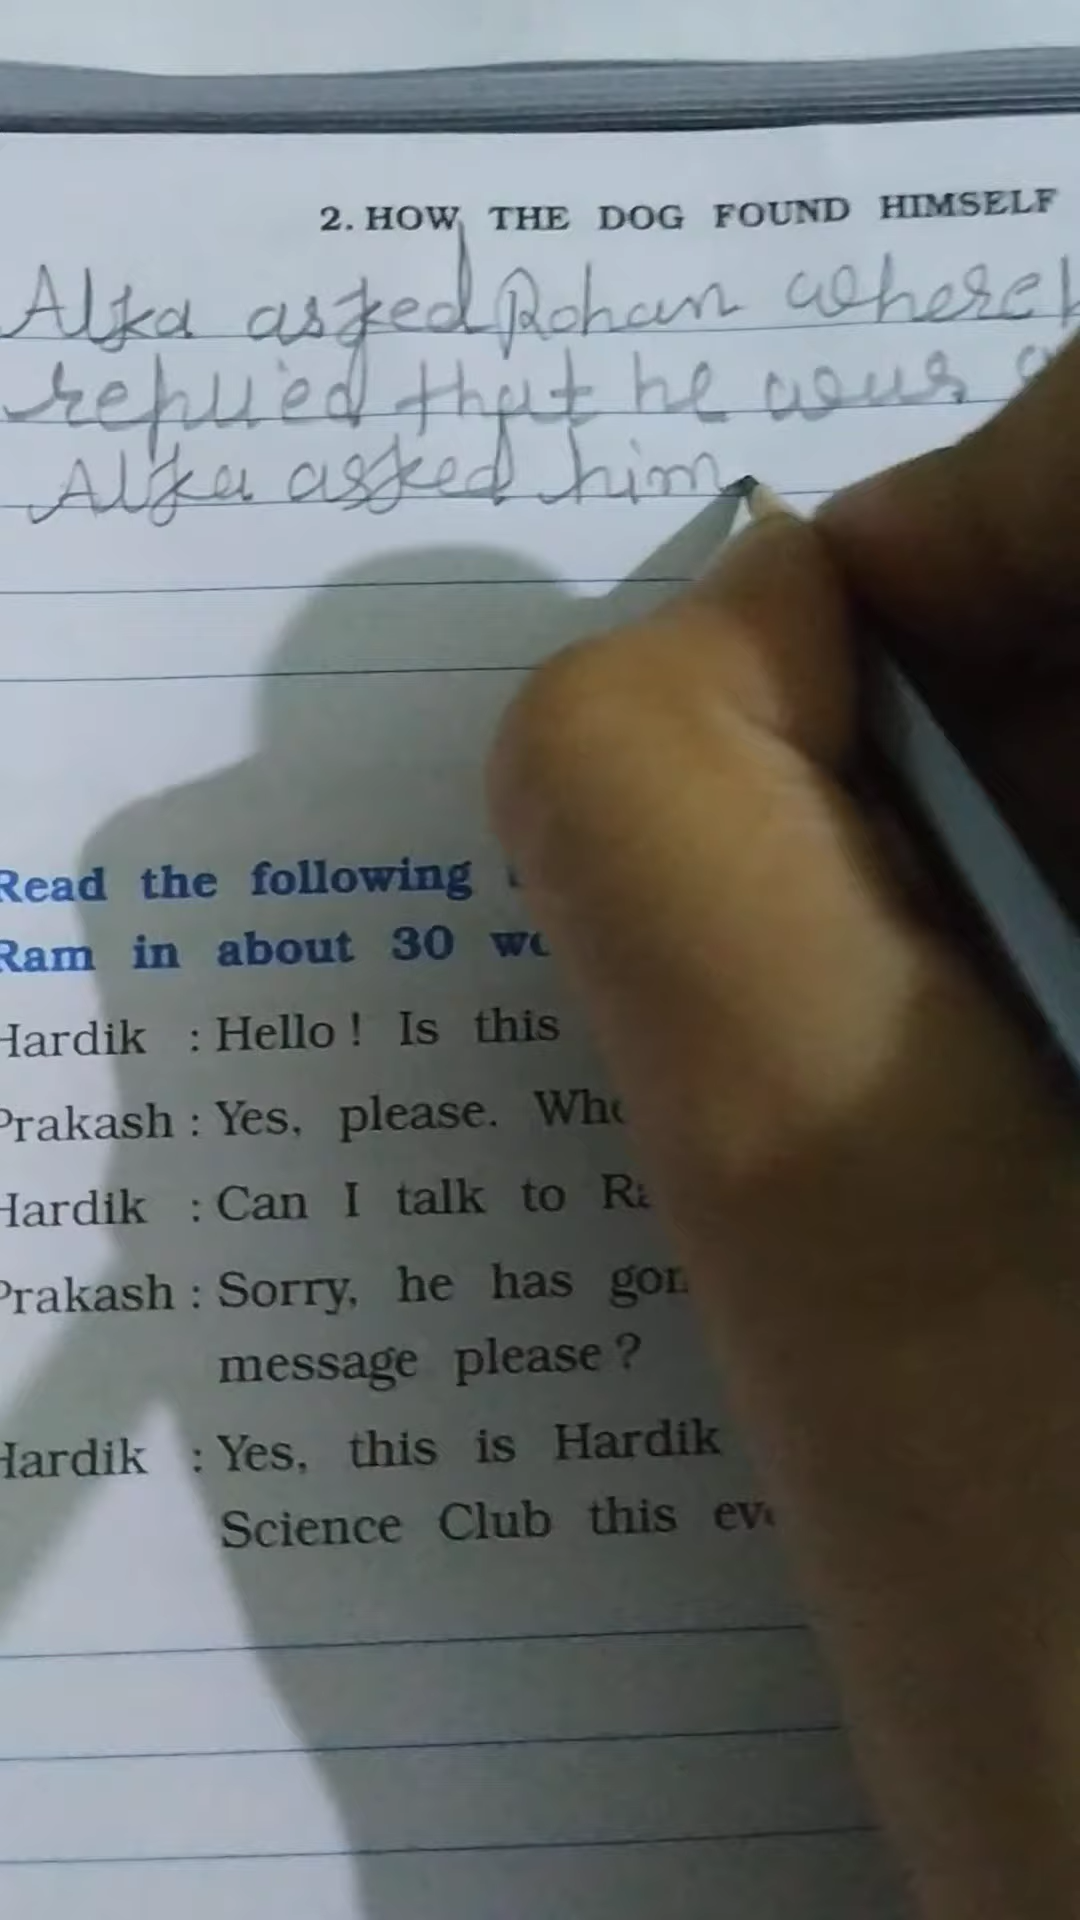 2. HOW THE DOG FOUND HIMSELF
Alka asked Rohan where
replied that he was
Alka asked him
Read the following
Ram in about 30
Hardik : Hello ! Is this
Prakash : Yes, please.
Hardik : Can I talk to
Prakash : Sorry, he has
message please ?
Hardik : Yes, this is Hardik
Science Club this